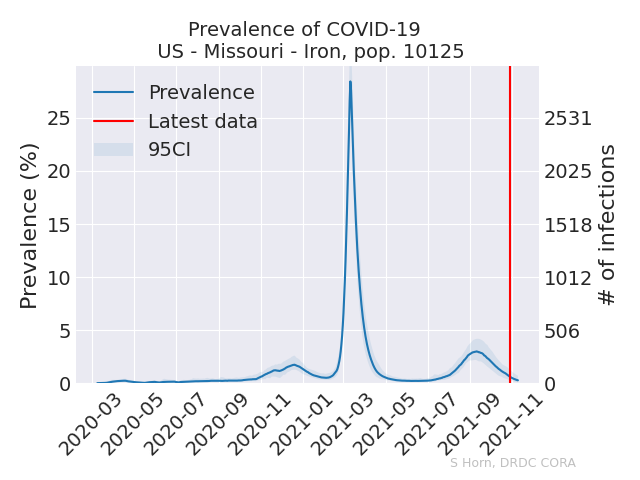 Prevalence of COVID-19
US - Missouri - Iron, pop. 10125
Prevalence
Latest data
95CI
Prevalence (%)
25
20
15
10
5
0
2531
2025
1518
1012
506
0
# of infections
2020-03
2020-05
2020-07
2020-09
2020-11
2021-01
2021-03
2021-05
2021-07
2021-09
2021-11
S Horn, DRDC CORA